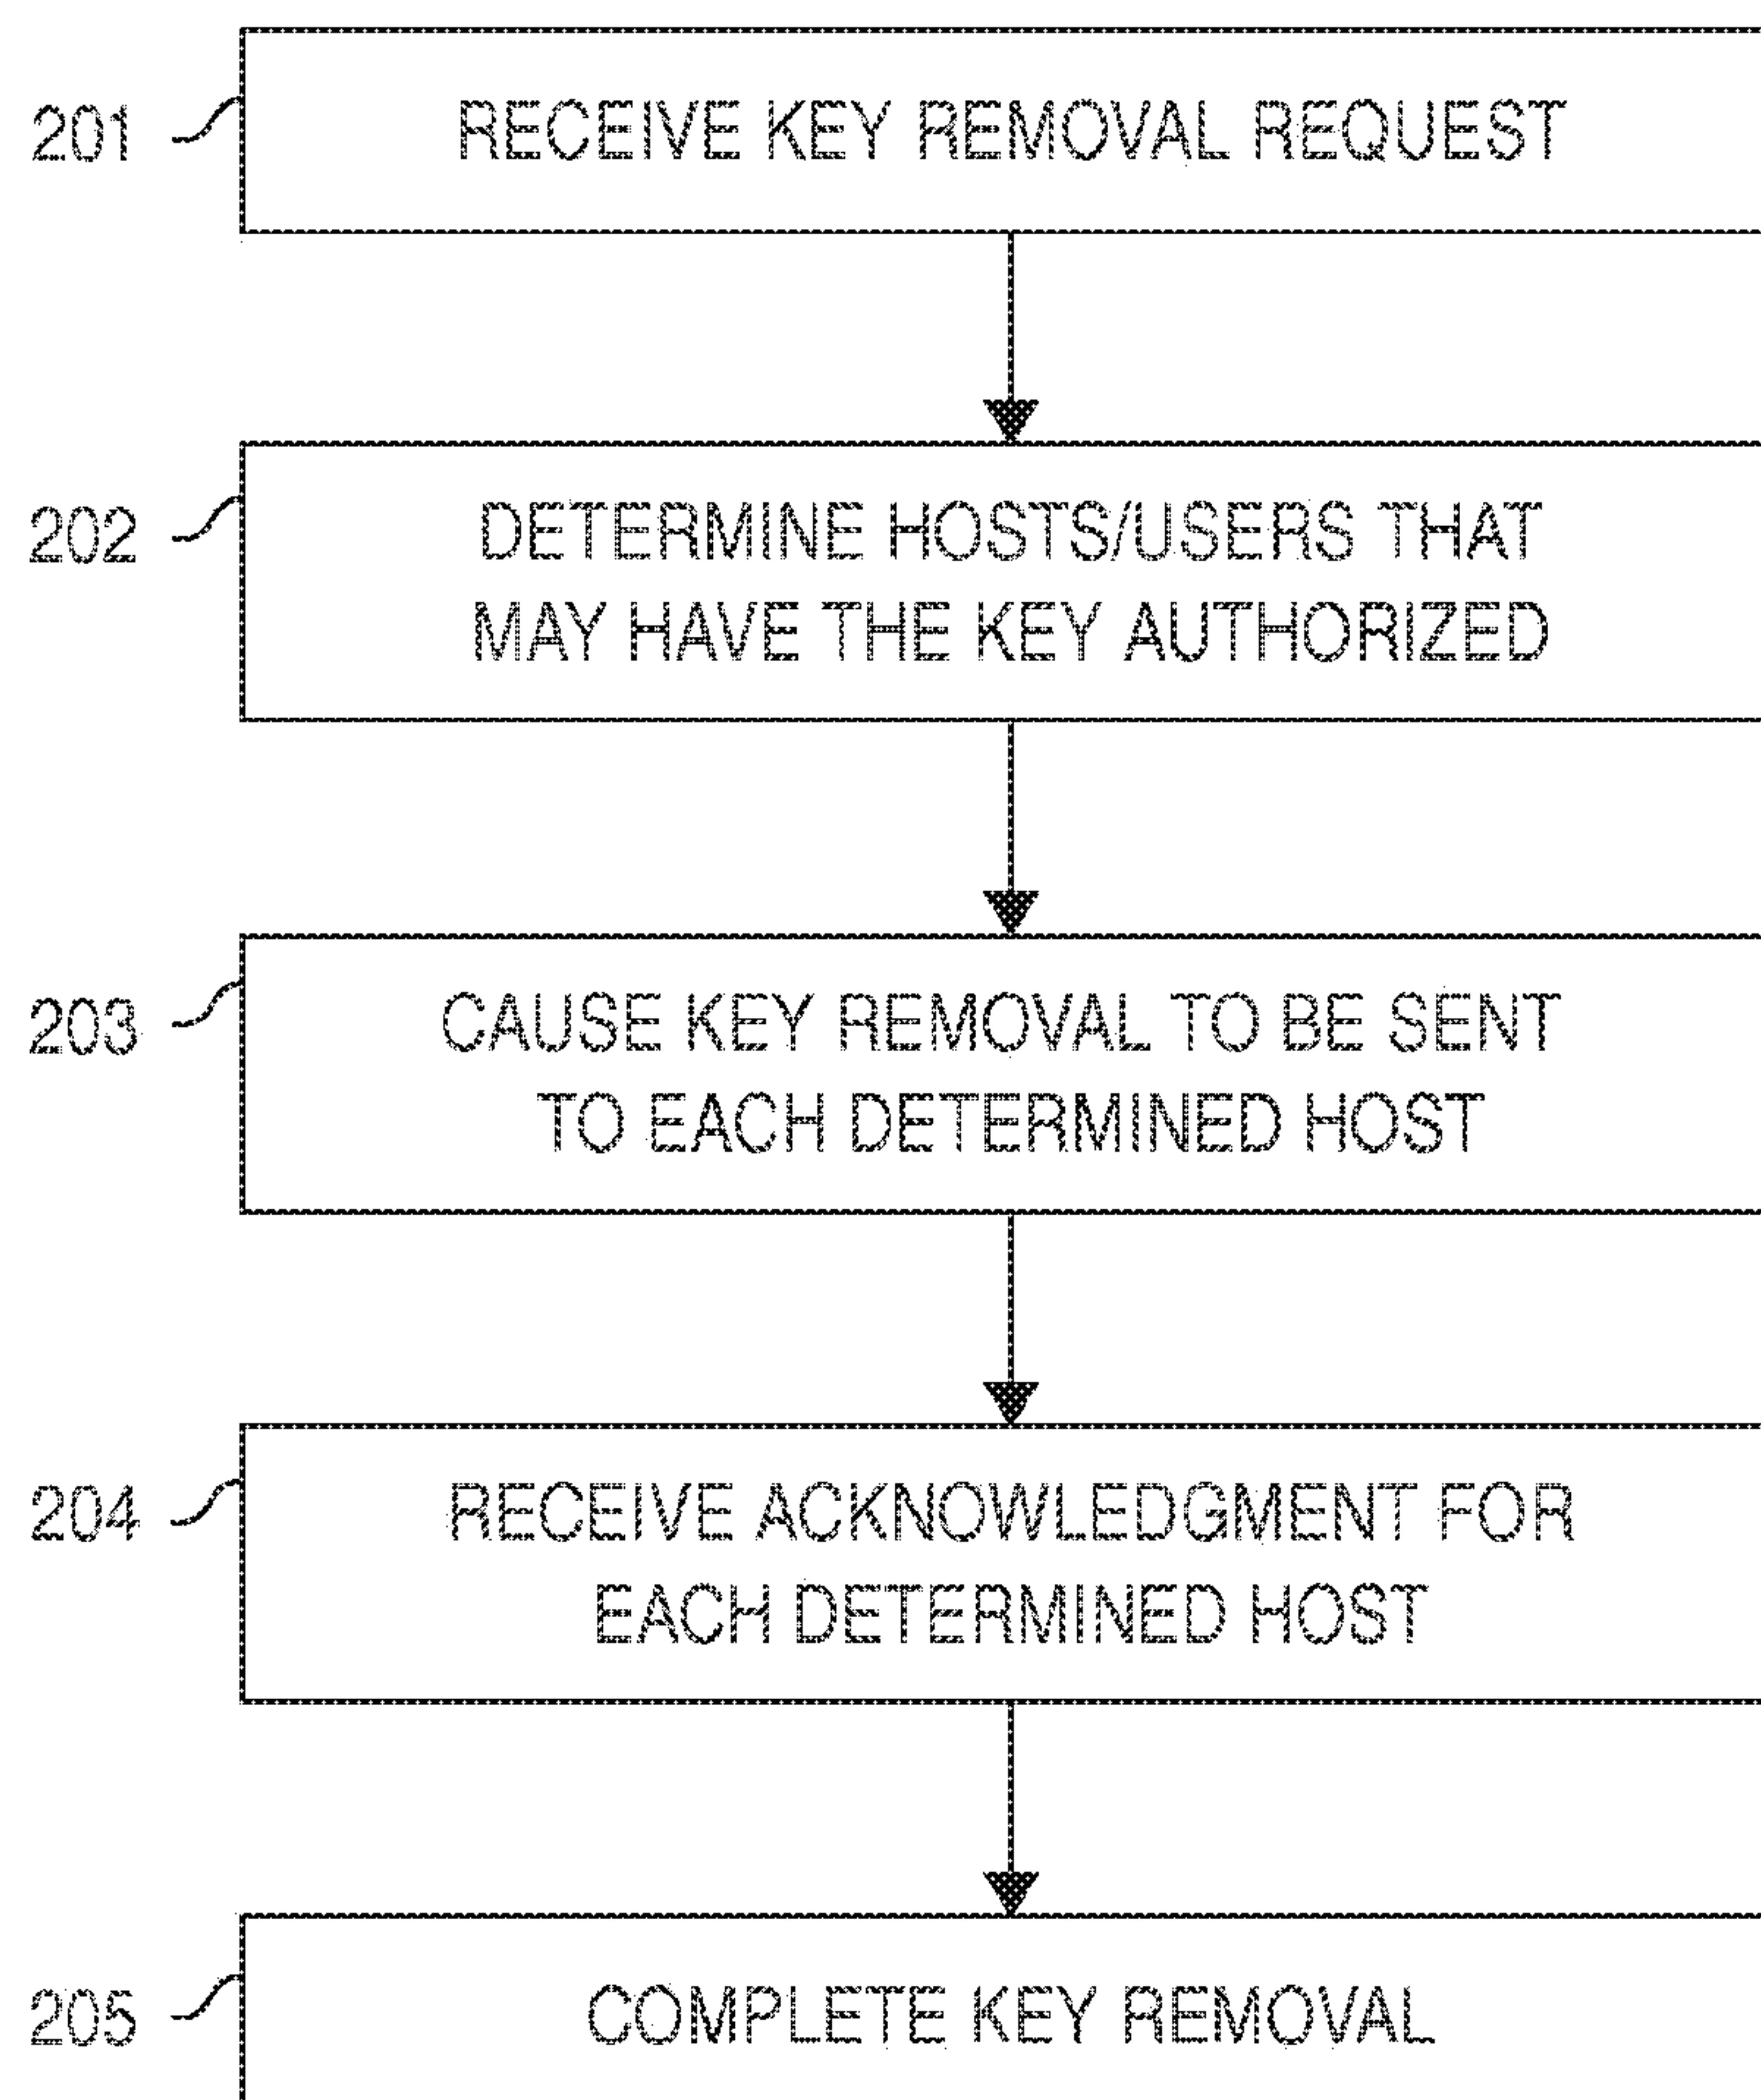 201 RECEIVE KEY REMOVAL REQUEST
202 DETERMINE HOSTS/USERS THAT
MAY HAVE THE KEY AUTHORIZED
203 CAUSE KEY REMOVAL TO BE SENT
TO EACH DETERMINED HOST
204 RECEIVE ACKNOWLEDGMENT FOR
EACH DETERMINED HOST
205 COMPLETE KEY REMOVAL